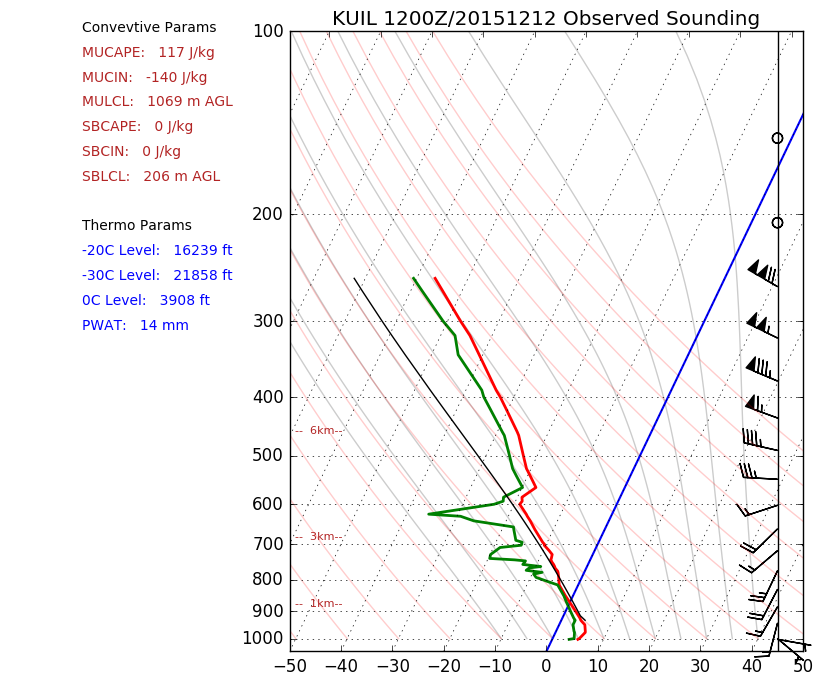 KUIL 1200Z/20151212 Observed Sounding
Convevtive Params
MUCAPE: 117 J/kg
MUCIN: -140 J/kg
MULCL: 1069 m AGL
SBCAPE: 0 J/kg
SBCIN: 0 J/kg
SBLCL: 206 m AGL
Thermo Params
-20C Level: 16239 ft
-30C Level: 21858 ft
0C Level: 3908 ft
PWAT: 14 mm
100
200
300
400
-- 6km--
500
600
-- 3km--
700
800
-- 1km--
900
1000
−50 −40 −30 −20 −10 0 10 20 30 40 50